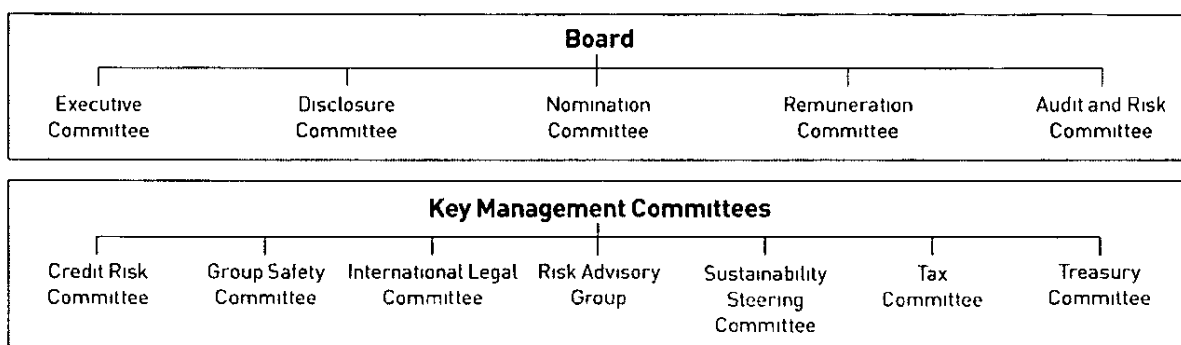 Board
Executive
Committee
Disclosure
Committee
Nomination
Committee
Remuneration
Committee
Audit and Risk
Committee
Key Management Committees
Credit Risk
Committee
Group Safety
Committee
International Legal
Committee
Risk Advisory
Group
Sustainability
Steering
Committee
Tax
Committee
Treasury
Committee